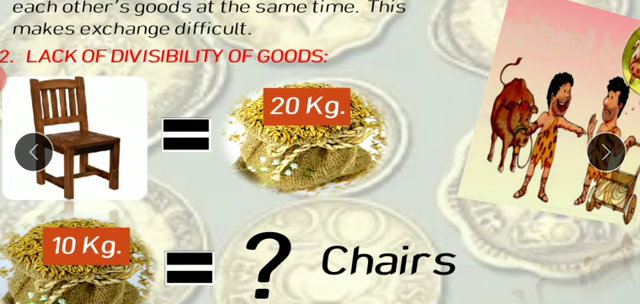 each other's goods at the same time. This
makes exchange difficult.
2. LACK OF DIVISIBILITY OF GOODS:
=
20 Kg.
10 Kg.
= ? Chairs